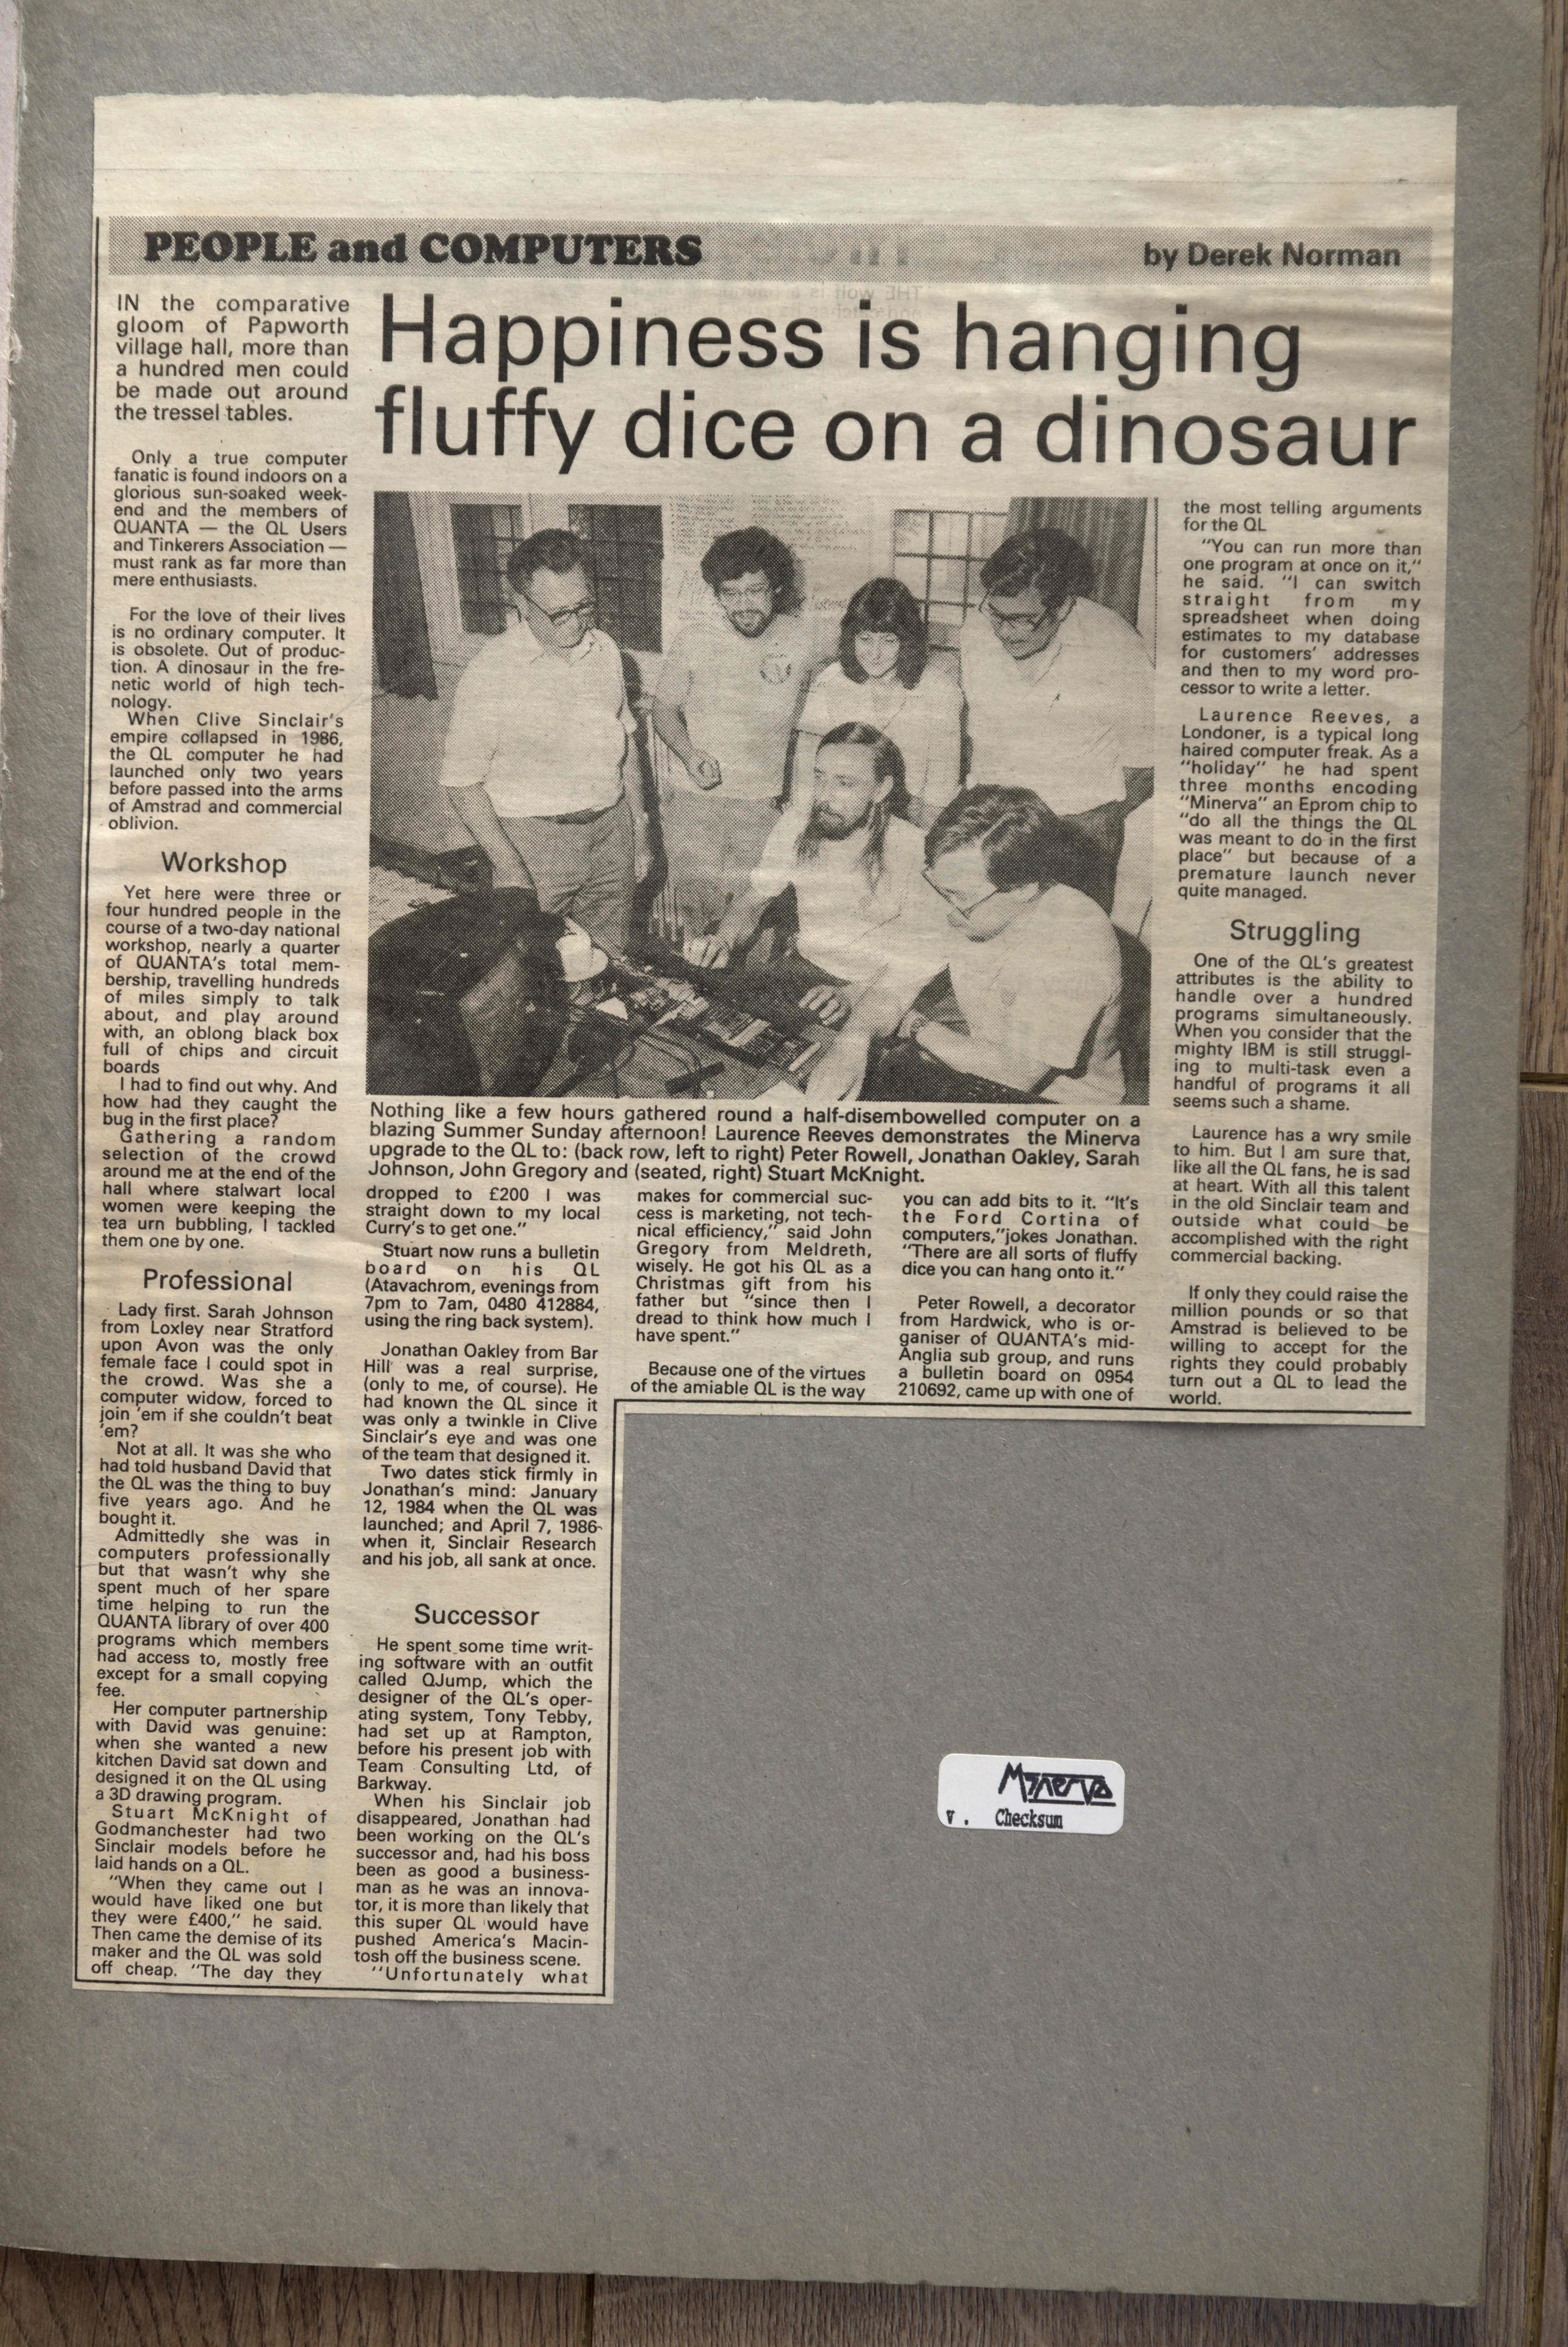 PEOPLE and COMPUTERS
by Derek Norman
Happiness is hanging
fluffy dice on a dinosaur
IN the comparative
gloom of Papworth
village hall, more than
a hundred men could
be made out around
the tressel tables.
Only a true computer
fanatic is found indoors on a
glorious sun-soaked week-
end and the members of
QUANTA — the QL Users
and Tinkerers Association —
must rank as far more than
mere enthusiasts.
For the love of their lives
is no ordinary computer. It
is obsolete. Out of produc-
tion. A dinosaur in the fre-
netic world of high tech-
nology.
When Clive Sinclair's
empire collapsed in 1986,
the QL computer he had
launched only two years
before passed into the arms
of Amstrad and commercial
oblivion.
Workshop
Yet here were three or
four hundred people in the
course of a two-day national
workshop, nearly a quarter
of QUANTA's total mem-
bership, travelling hundreds
of miles simply to talk
about, and play around
with, an oblong black box
full of chips and circuit
boards
I had to find out why. And
how had they caught the
bug in the first place?
Gathering a random
selection of the crowd
around me at the end of the
hall where stalwart local
women were keeping the
tea urn bubbling, I tackled
them one by one.
Professional
Lady first. Sarah Johnson
from Loxley near Stratford
upon Avon was the only
female face I could spot in
the crowd. Was she a
computer widow, forced to
join 'em if she couldn't beat
'em?
Not at all. It was she who
had told husband David that
the QL was the thing to buy
five years ago. And he
bought it.
Admittedly she was in
computers professionally
but that wasn't why she
spent much of her spare
time helping to run the
QUANTA library of over 400
programs which members
had access to, mostly free
except for a small copying
fee.
Her computer partnership
with David was genuine:
when she wanted a new
kitchen David sat down and
designed it on the QL using
a 3D drawing program.
Stuart McKnight of
Godmanchester had two
Sinclair models before he
laid hands on a QL.
"When they came out I
would have liked one but
they were £400," he said.
Then came the demise of its
maker and the QL was sold
off cheap. "The day they
Nothing like a few hours gathered round a half-disembowelled computer on a
blazing Summer Sunday afternoon! Laurence Reeves demonstrates the Minerva
upgrade to the QL to: (back row, left to right) Peter Rowell, Jonathan Oakley, Sarah
Johnson, John Gregory and (seated, right) Stuart McKnight.
dropped to £200 I was
straight down to my local
Curry's to get one."
Stuart now runs a bulletin
board on his QL
(Atavachrom, evenings from
7pm to 7am, 0480 412884,
using the ring back system).
Jonathan Oakley from Bar
Hill was a real surprise,
(only to me, of course). He
had known the QL since it
was only a twinkle in Clive
Sinclair's eye and was one
of the team that designed it.
Two dates stick firmly in
Jonathan's mind: January
12, 1984 when the QL was
launched; and April 7, 1986
when it, Sinclair Research
and his job, all sank at once.
Successor
He spent some time writ-
ing software with an outfit
called QJump, which the
designer of the QL's oper-
ating system, Tony Tebby,
had set up at Rampton,
before his present job with
Team Consulting Ltd, of
Barkway.
When his Sinclair job
disappeared, Jonathan had
been working on the QL's
successor and, had his boss
been as good a business-
man as he was an innova-
tor, it is more than likely that
this super QL would have
pushed America's Macin-
tosh off the business scene.
"Unfortunately what
makes for commercial suc-
cess is marketing, not tech-
nical efficiency," said John
Gregory from Meldreth,
wisely. He got his QL as a
Christmas gift from his
father but "since then I
dread to think how much I
have spent."
Because one of the virtues
of the amiable QL is the way
you can add bits to it. "It's
the Ford Cortina of
computers,"jokes Jonathan.
"There are all sorts of fluffy
dice you can hang onto it."
Peter Rowell, a decorator
from Hardwick, who is or-
ganiser of QUANTA's mid-
Anglia sub group, and runs
a bulletin board on 0954
210692, came up with one of
the most telling arguments
for the QL
"You can run more than
one program at once on it,"
he said. "I can switch
straight from my
spreadsheet when doing
estimates to my database
for customers' addresses
and then to my word pro-
cessor to write a letter.
Laurence Reeves, a
Londoner, is a typical long
haired computer freak. As a
"holiday" he had spent
three months encoding
"Minerva" an Eprom chip to
"do all the things the QL
was meant to do in the first
place" but because of a
premature launch never
quite managed.
Struggling
One of the QL's greatest
attributes is the ability to
handle over a hundred
programs simultaneously.
When you consider that the
mighty IBM is still struggl-
ing to multi-task even a
handful of programs it all
seems such a shame.
Laurence has a wry smile
to him. But I am sure that,
like all the QL fans, he is sad
at heart. With all this talent
in the old Sinclair team and
outside what could be
accomplished with the right
commercial backing.
If only they could raise the
million pounds or so that
Amstrad is believed to be
willing to accept for the
rights they could probably
turn out a QL to lead the
world.
Minerva
v. Checksum